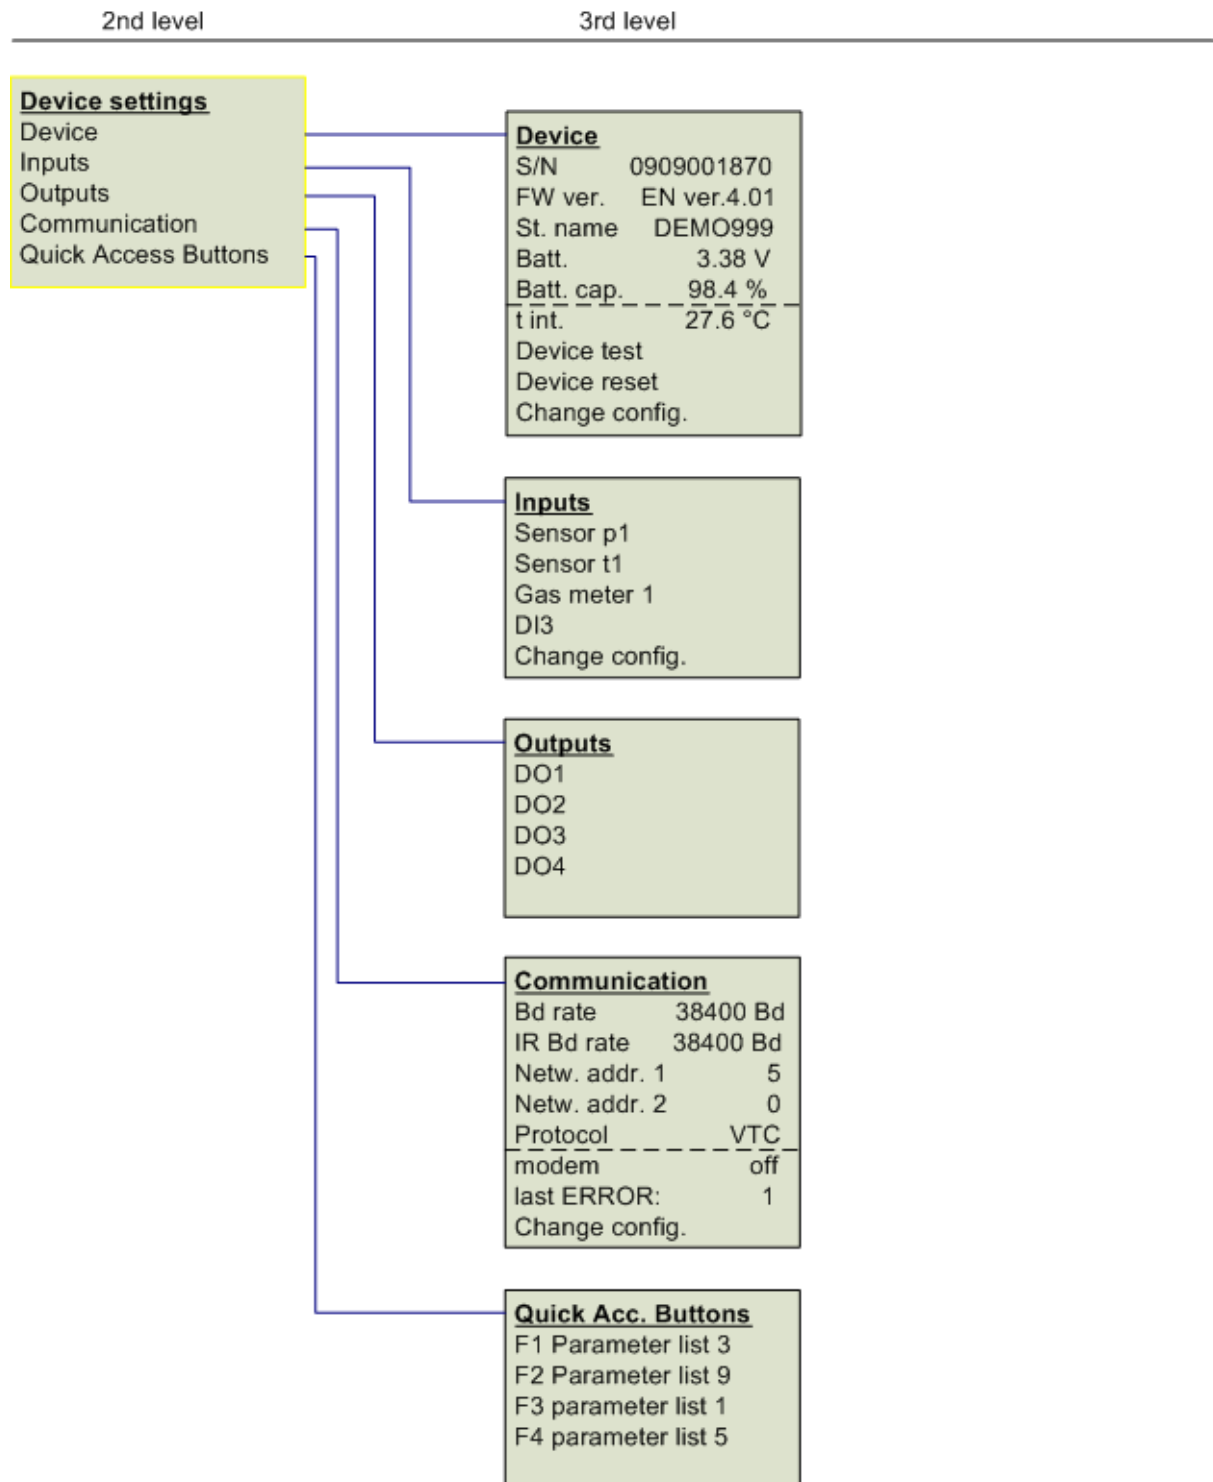 2nd level 3rd level
Device settings
Device
Inputs
Outputs
Communication
Quick Access Buttons
Device
S/N 0909001870
FW ver. EN ver.4.01
St. name DEMO999
Batt. 3.38 V
Batt. cap. 98.4 %
t int. 27.6 °C
Device test
Device reset
Change config.
Inputs
Sensor p1
Sensor t1
Gas meter 1
DI3
Change config.
Outputs
DO1
DO2
DO3
DO4
Communication
Bd rate 38400 Bd
IR Bd rate 38400 Bd
Netw. addr. 1 5
Netw. addr. 2 0
Protocol VTC
modem off
last ERROR: 1
Change config.
Quick Acc. Buttons
F1 Parameter list 3
F2 Parameter list 9
F3 parameter list 1
F4 parameter list 5